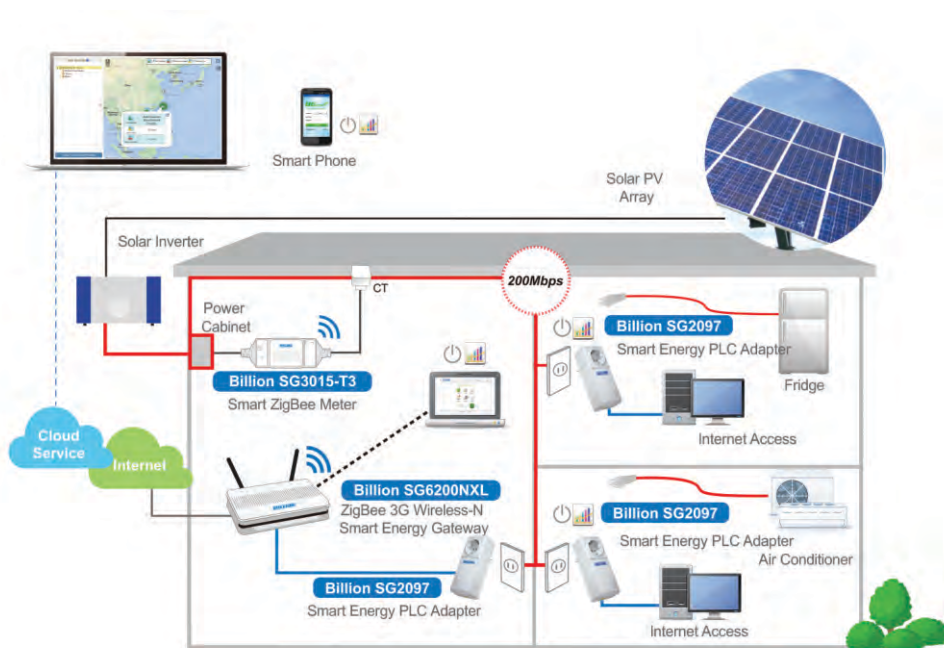 Smart Phone
Solar PV
Array
Solar Inverter
CT
200Mbps
Power
Cabinet
Billion SG3015-T3
Smart ZigBee Meter
Billion SG2097
Smart Energy PLC Adapter
Fridge
Internet Access
Cloud
Service
Internet
Billion SG6200NXL
ZigBee 3G Wireless-N
Smart Energy Gateway
Billion SG2097
Smart Energy PLC Adapter
Billion SG2097
Smart Energy PLC Adapter
Air Conditioner
Internet Access